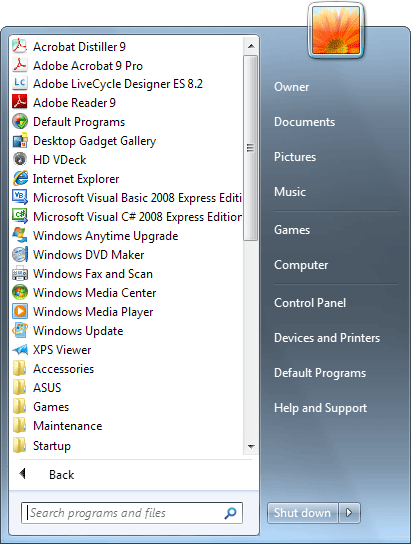 Acrobat Distiller 9
Adobe Acrobat 9 Pro
Adobe LiveCycle Designer ES 8.2
Adobe Reader 9
Default Programs
Desktop Gadget Gallery
HD VDeck
Internet Explorer
Microsoft Visual Basic 2008 Express Editi
Microsoft Visual C# 2008 Express Edition
Windows Anytime Upgrade
Windows DVD Maker
Windows Fax and Scan
Windows Media Center
Windows Media Player
Windows Update
XPS Viewer
Accessories
ASUS
Games
Maintenance
Startup
Back
Search programs and files
Owner
Documents
Pictures
Music
Games
Computer
Control Panel
Devices and Printers
Default Programs
Help and Support
Shut down